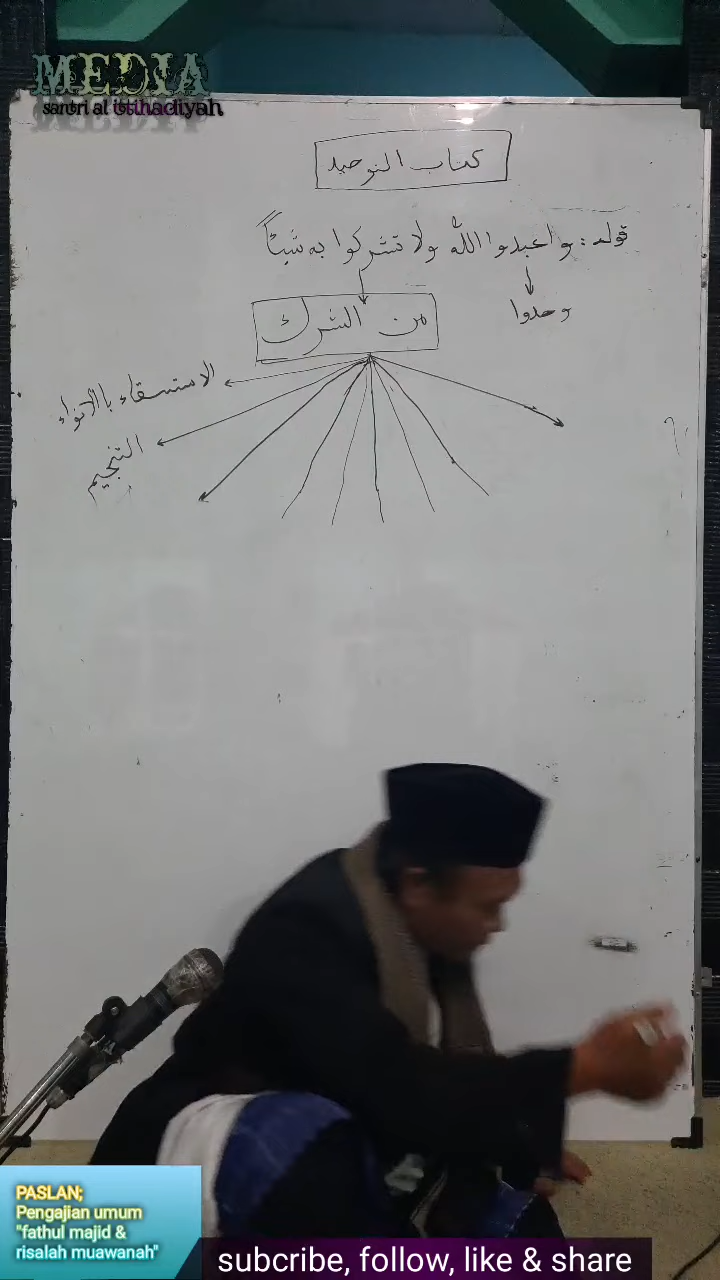 MEDIA
santri al ittihadiyah
كتاب التوحيد
قوله: واعبدوا الله ولا تشركوا به شيئاً
وحدوا
من الشرك
الاستسقاء باالأنواء
التنجيم
PASLAN;
Pengajian umum
"fathul majid &
risalah muawanah"
subcribe, follow, like & share